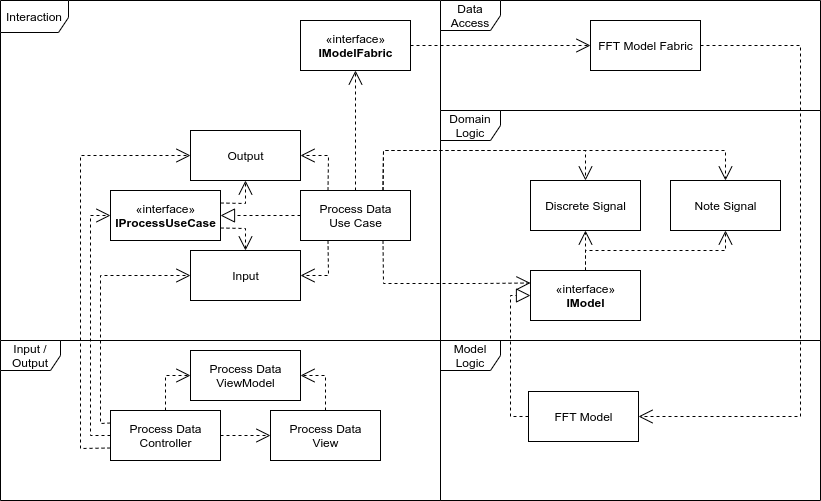 Interaction
«interface»
IModelFabric
Data
Access
FFT Model Fabric
Domain
Logic
Output
«interface»
IProcessUseCase
Process Data
Use Case
Input
Discrete Signal
Note Signal
«interface»
IModel
Input /
Output
Process Data
ViewModel
Process Data
Controller
Process Data
View
Model
Logic
FFT Model